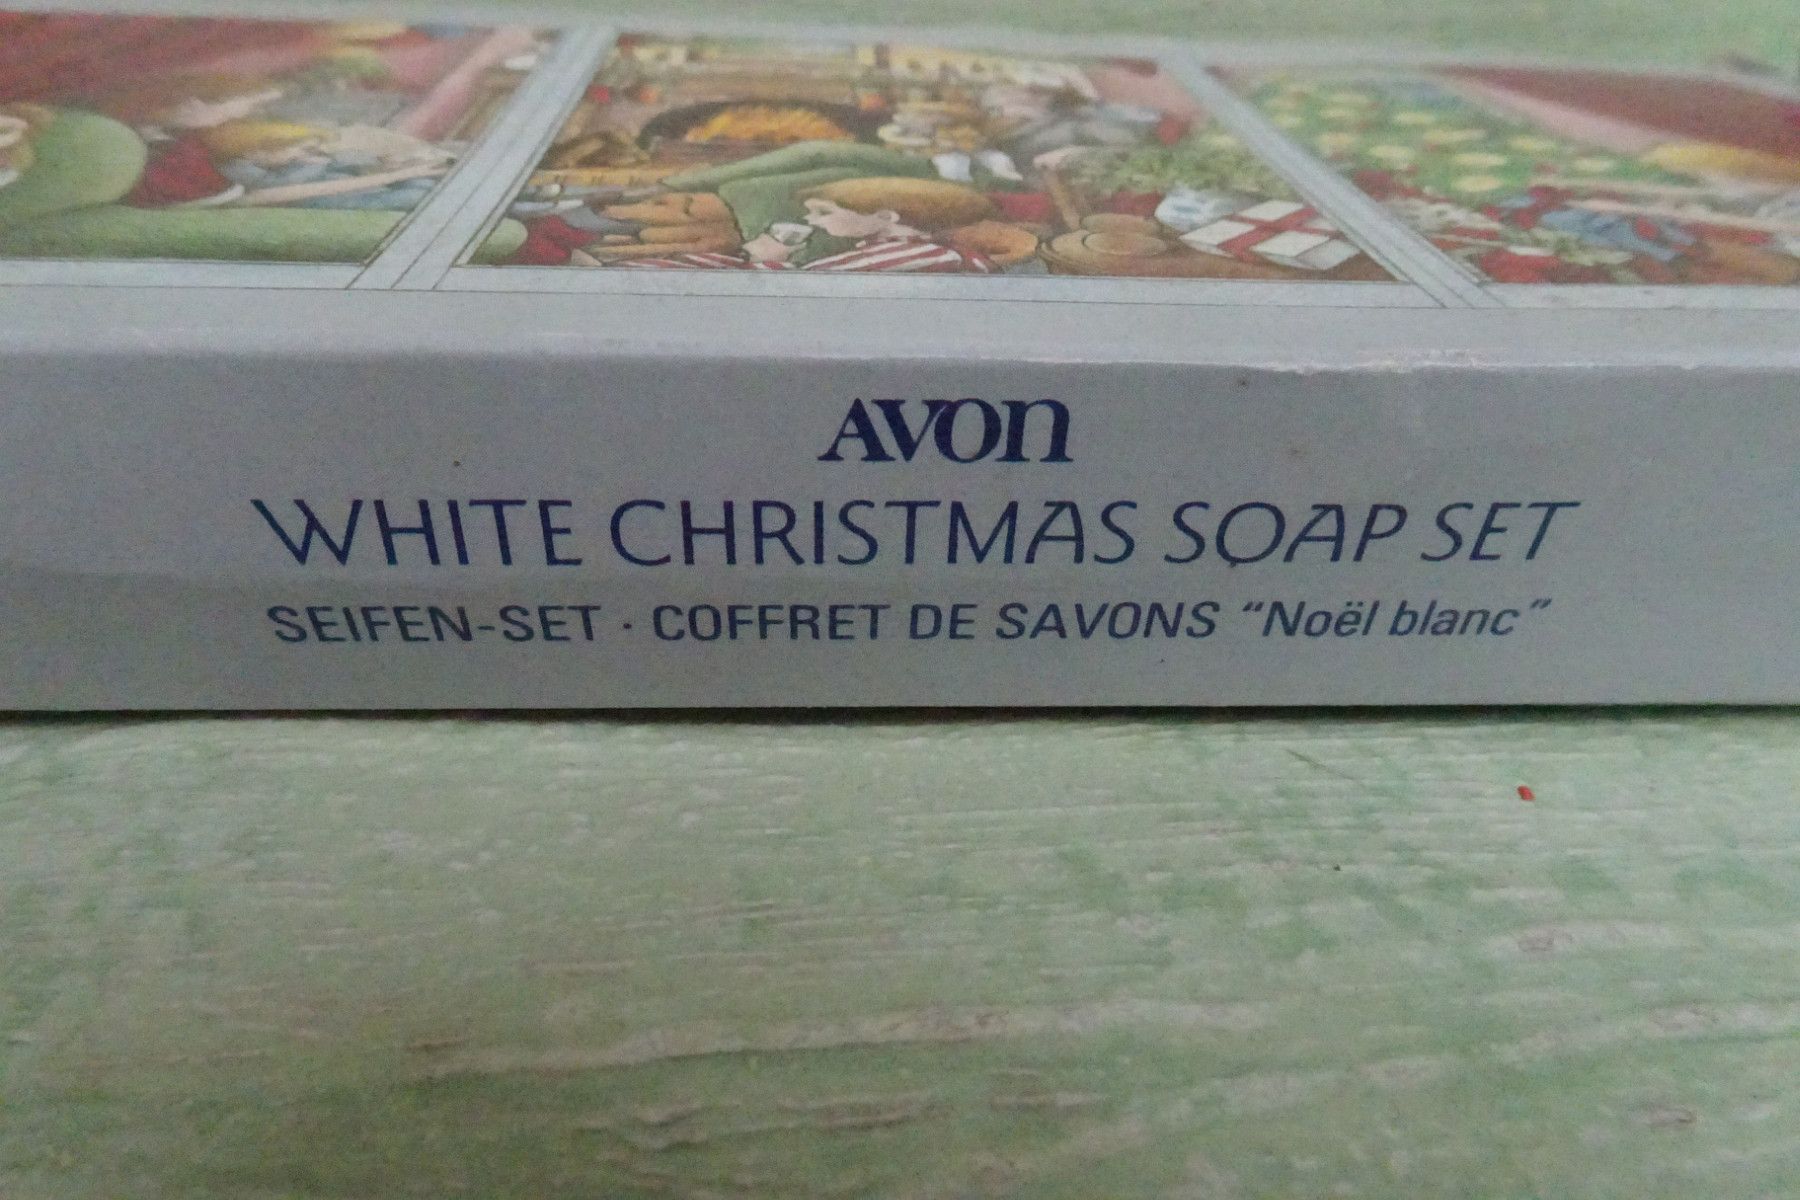 AVON
WHITE CHRISTMAS SOAP SET
SEIFEN-SET · COFFRET DE SAVONS “Noël blanc”